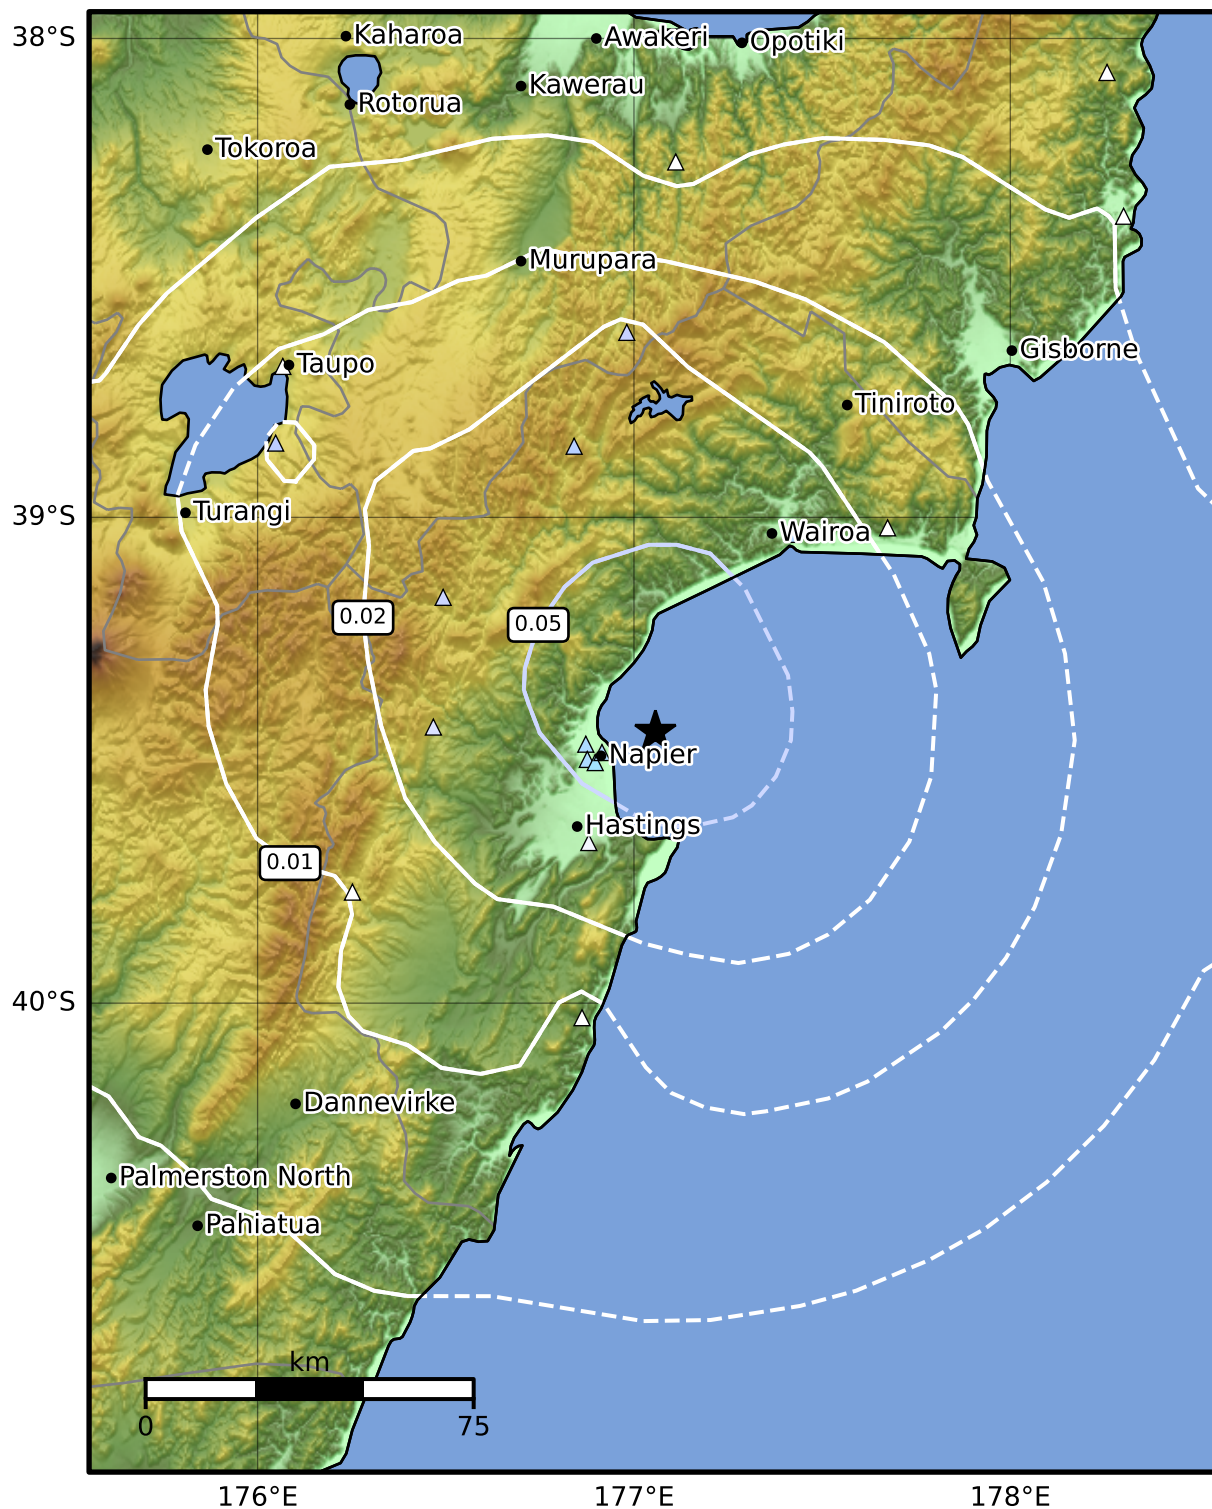 38°S
Kaharoa
Awakeri
Opotiki
Kawerau
Rotorua
Tokoroa
Murupara
Gisborne
Taupo
Tiniroto
39°S
Turangi
Wairoa
0.02
0.05
Napier
Hastings
0.01
40°S
Dannevirke
Palmerston North
Pahiatua
km
0
75
176°E
177°E
178°E